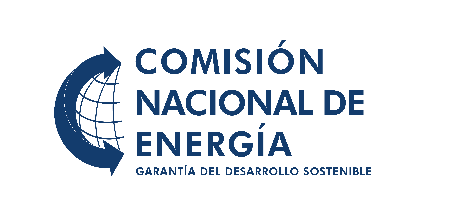 COMISIÓN
NACIONAL DE
ENERGÍA
GARANTÍA DEL DESARROLLO SOSTENIBLE